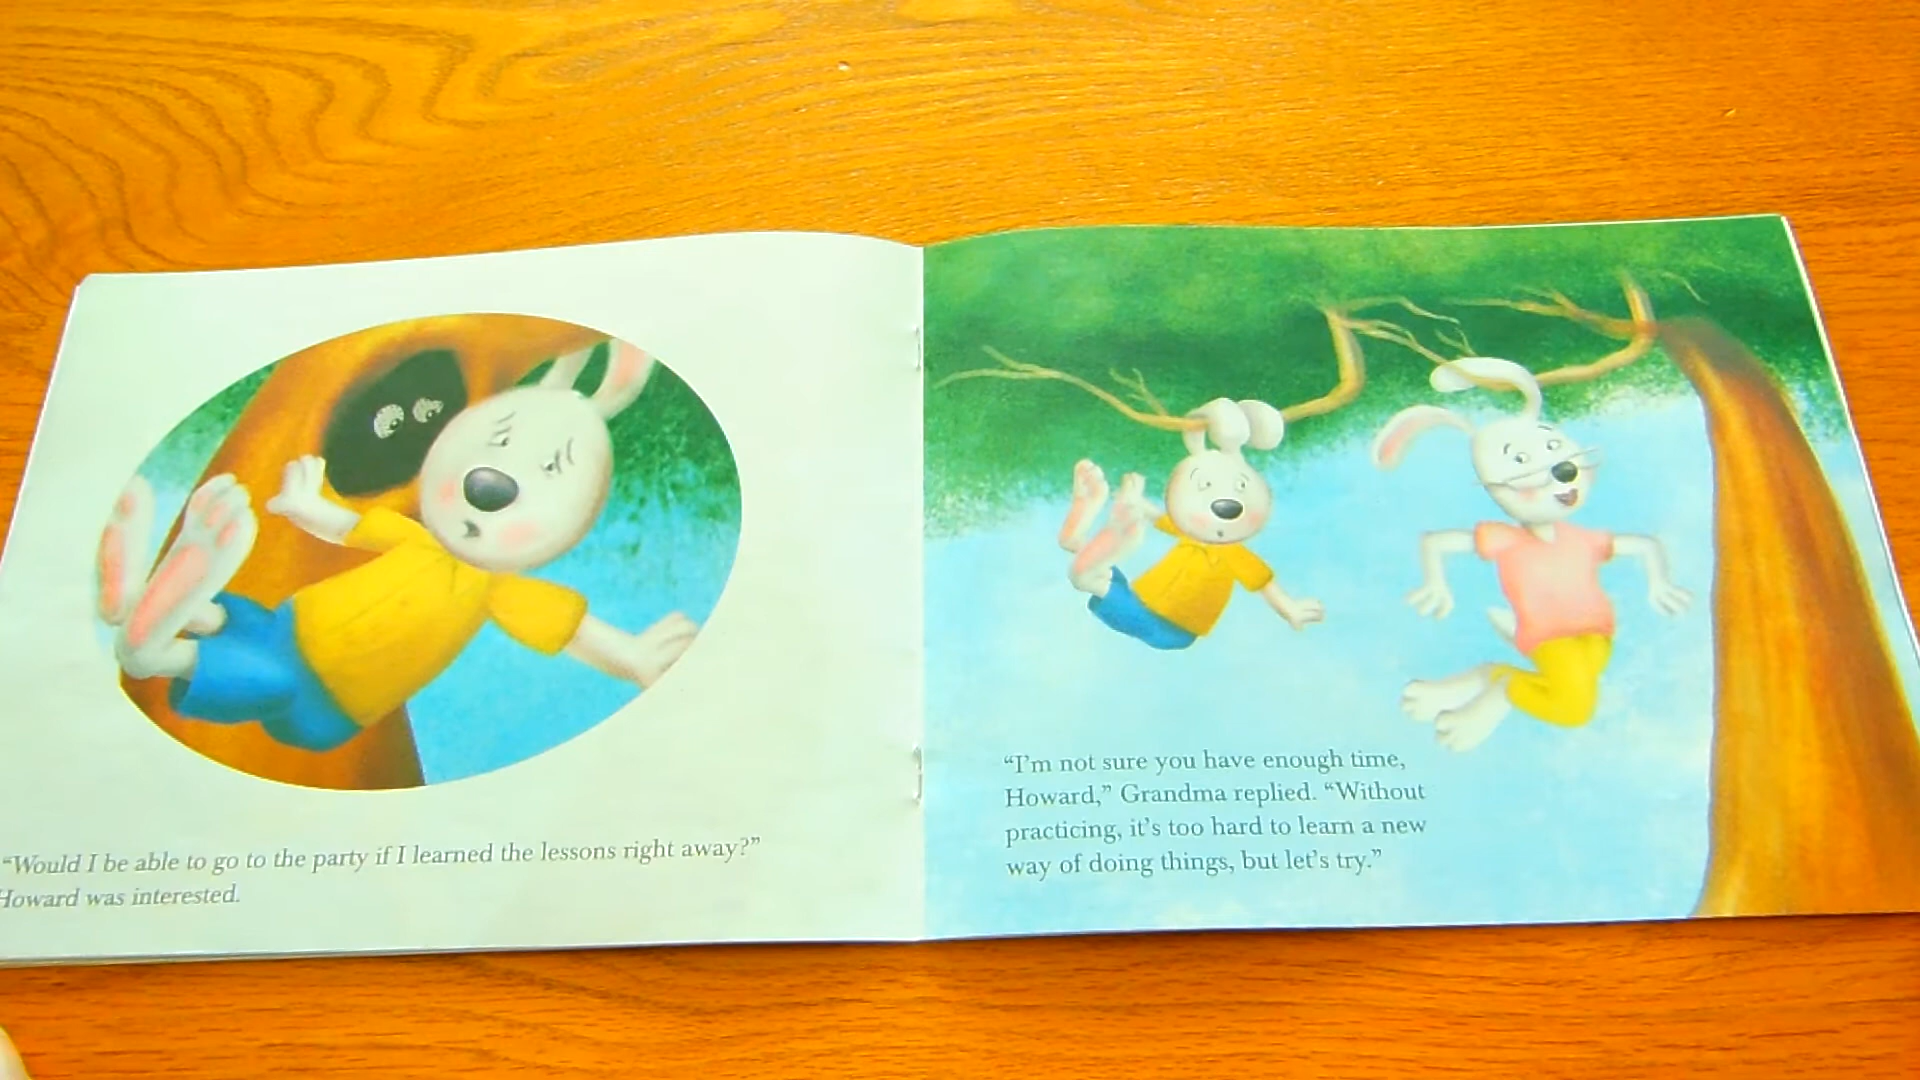 “Would I be able to go to the party if I learned the lessons right away?”
Howard was interested.
“I’m not sure you have enough time,
Howard,” Grandma replied. “Without
practicing, it’s too hard to learn a new
way of doing things, but let’s try.”